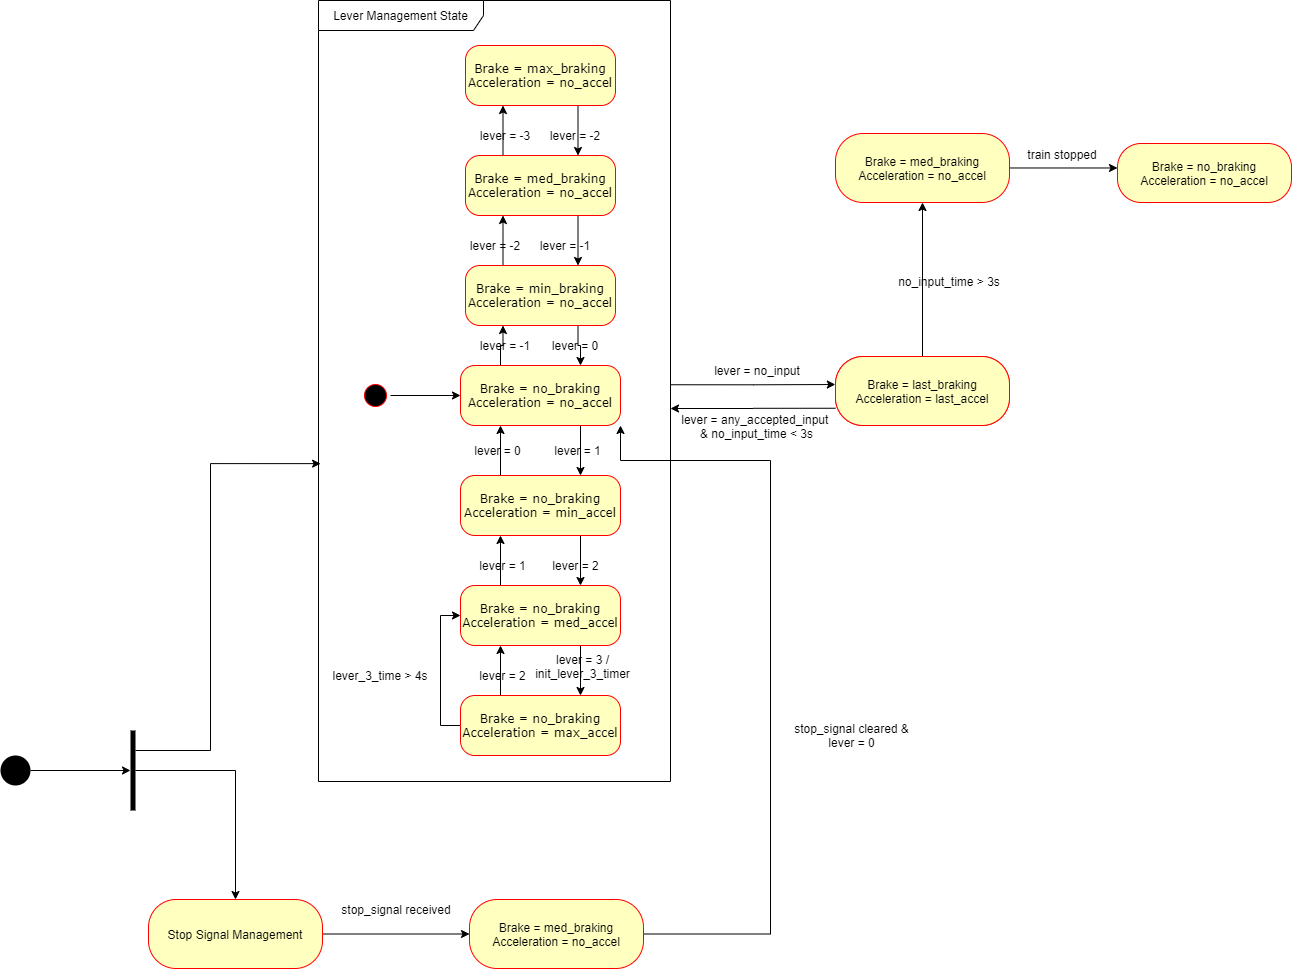 Lever Management State
Brake = max_braking
Acceleration = no_accel
lever = -3
lever = -2
Brake = med_braking
Acceleration = no_accel
lever = -2
lever = -1
Brake = min_braking
Acceleration = no_accel
lever = -1
lever = 0
Brake = no_braking
Acceleration = no_accel
lever = 0
lever = 1
Brake = no_braking
Acceleration = min_accel
lever = 1
lever = 2
Brake = no_braking
Acceleration = med_accel
lever_3_time > 4s
lever = 2
lever = 3 /
init_lever_3_timer
Brake = no_braking
Acceleration = max_accel
Brake = med_braking
Acceleration = no_accel
train stopped
Brake = no_braking
Acceleration = no_accel
no_input_time > 3s
lever = no_input
Brake = last_braking
Acceleration = last_accel
lever = any_accepted_input
& no_input_time < 3s
stop_signal cleared &
lever = 0
Stop Signal Management
stop_signal received
Brake = med_braking
Acceleration = no_accel